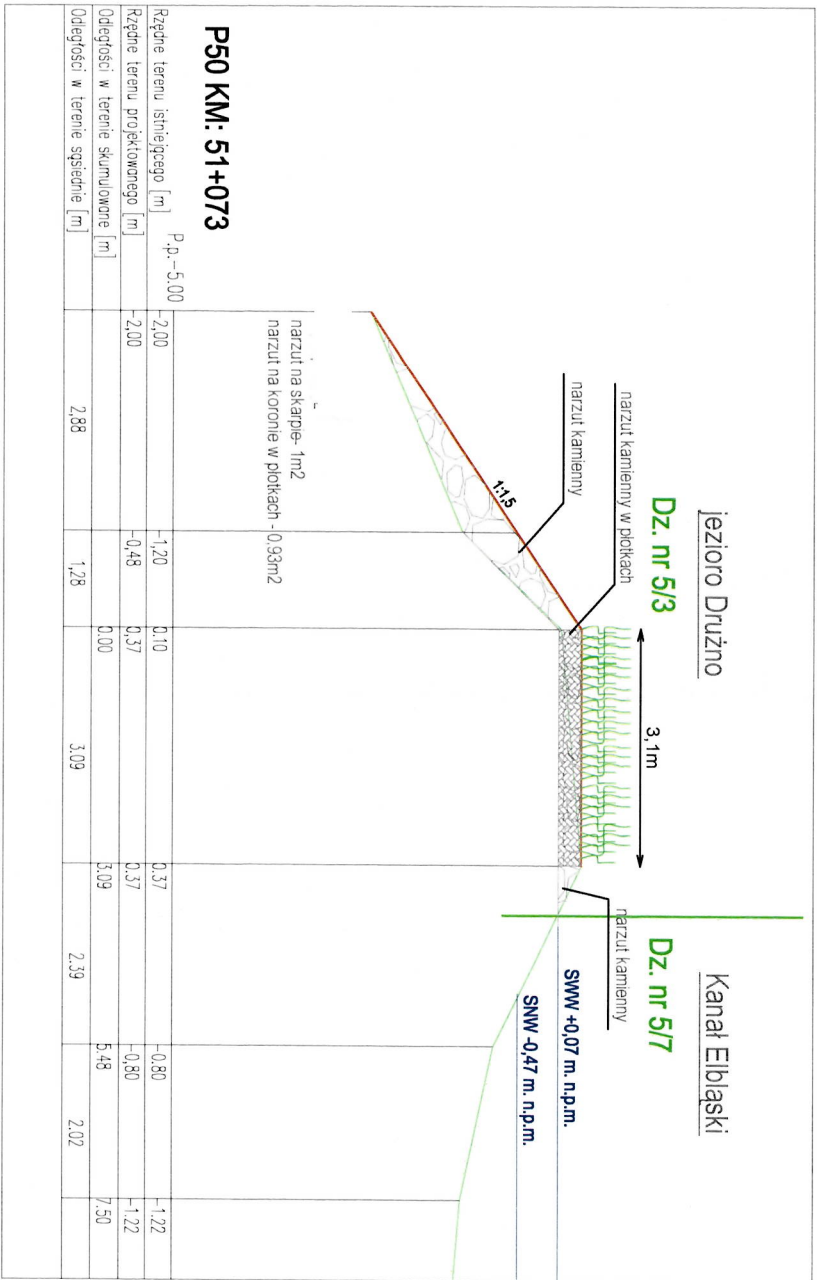 jezioro Drużno
Kanał Elbląski
Dz. nr 5/3
Dz. nr 5/7
narzut kamienny w płotkach
narzut kamienny
3,1m
narzut kamienny
1:1,5
SWW +0,07 m. n.p.m.
SNW -0,47 m. n.p.m.
narzut na skarpie- 1m2
narzut na koronie w płotkach - 0,93m2
P50 KM: 51+073
P.p.-5.00
Rzędne terenu istniejącego [m] -2,00 -1,20 0.10 0.37 -0.80 -1.22
Rzędne terenu projektowanego [m] -2,00 -0,48 0,37 0.37 -0,80 -1.22
Odległości w terenie skumulowane [m] 0.00 3.09 5.48 7.50
Odległości w terenie sąsiednie [m] 2,88 1,28 3.09 2.39 2.02